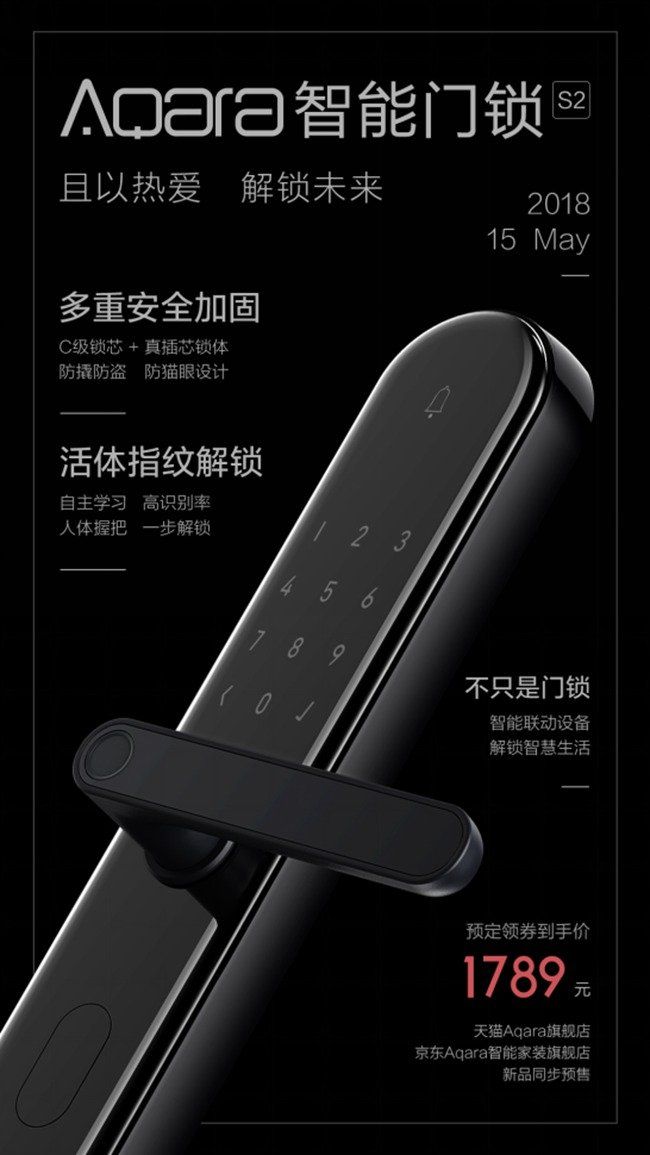 Aqara智能门锁 S2
且以热爱 解锁未来
2018
15 May
多重安全加固
C级锁芯 + 真插芯锁体
防撬防盗 防猫眼设计
活体指纹解锁
自主学习 高识别率
人体握把 一步解锁
1 2 3
4 5 6
7 8 9
0
不只是门锁
智能联动设备
解锁智慧生活
预定领券到手价
1789 元
天猫Aqara旗舰店
京东Aqara智能家装旗舰店
新品同步预售